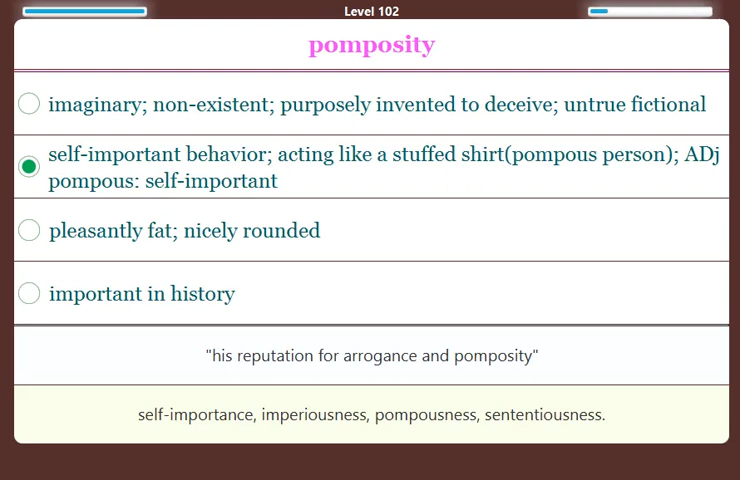 Level 102
pomposity
imaginary; non-existent; purposely invented to deceive; untrue fictional
self-important behavior; acting like a stuffed shirt(pompous person); ADj
pompous: self-important
pleasantly fat; nicely rounded
important in history
"his reputation for arrogance and pomposity"
self-importance, imperiousness, pompousness, sententiousness.